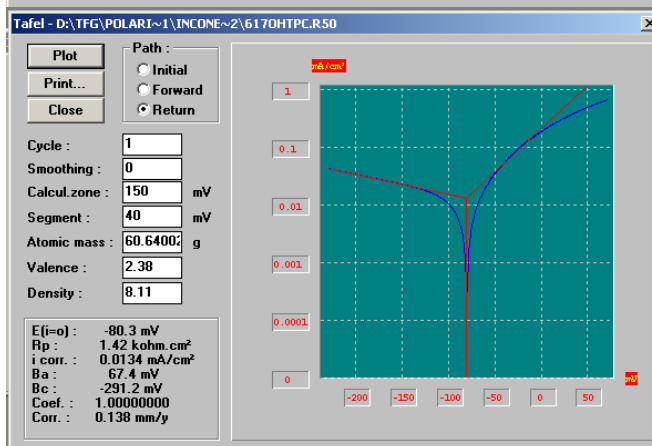 Tafel - D:\TFG\POLARI~1\INCONE~2\617OHTPC.R50
Plot
Print...
Close
Path :
Initial
Forward
Return
Cycle : 1
Smoothing : 0
Calcul.zone : 150 mV
Segment : 40 mV
Atomic mass : 60.64002 g
Valence : 2.38
Density : 8.11
E(i=o) : -80.3 mV
Rp : 1.42 kohm.cm²
i corr. : 0.0134 mA/cm²
Ba : 67.4 mV
Bc : -291.2 mV
Coef. : 1.00000000
Corr. : 0.138 mm/y
mA/cm²
1
0.1
0.01
0.001
0.0001
0
-200 -150 -100 -50 0 50
mV